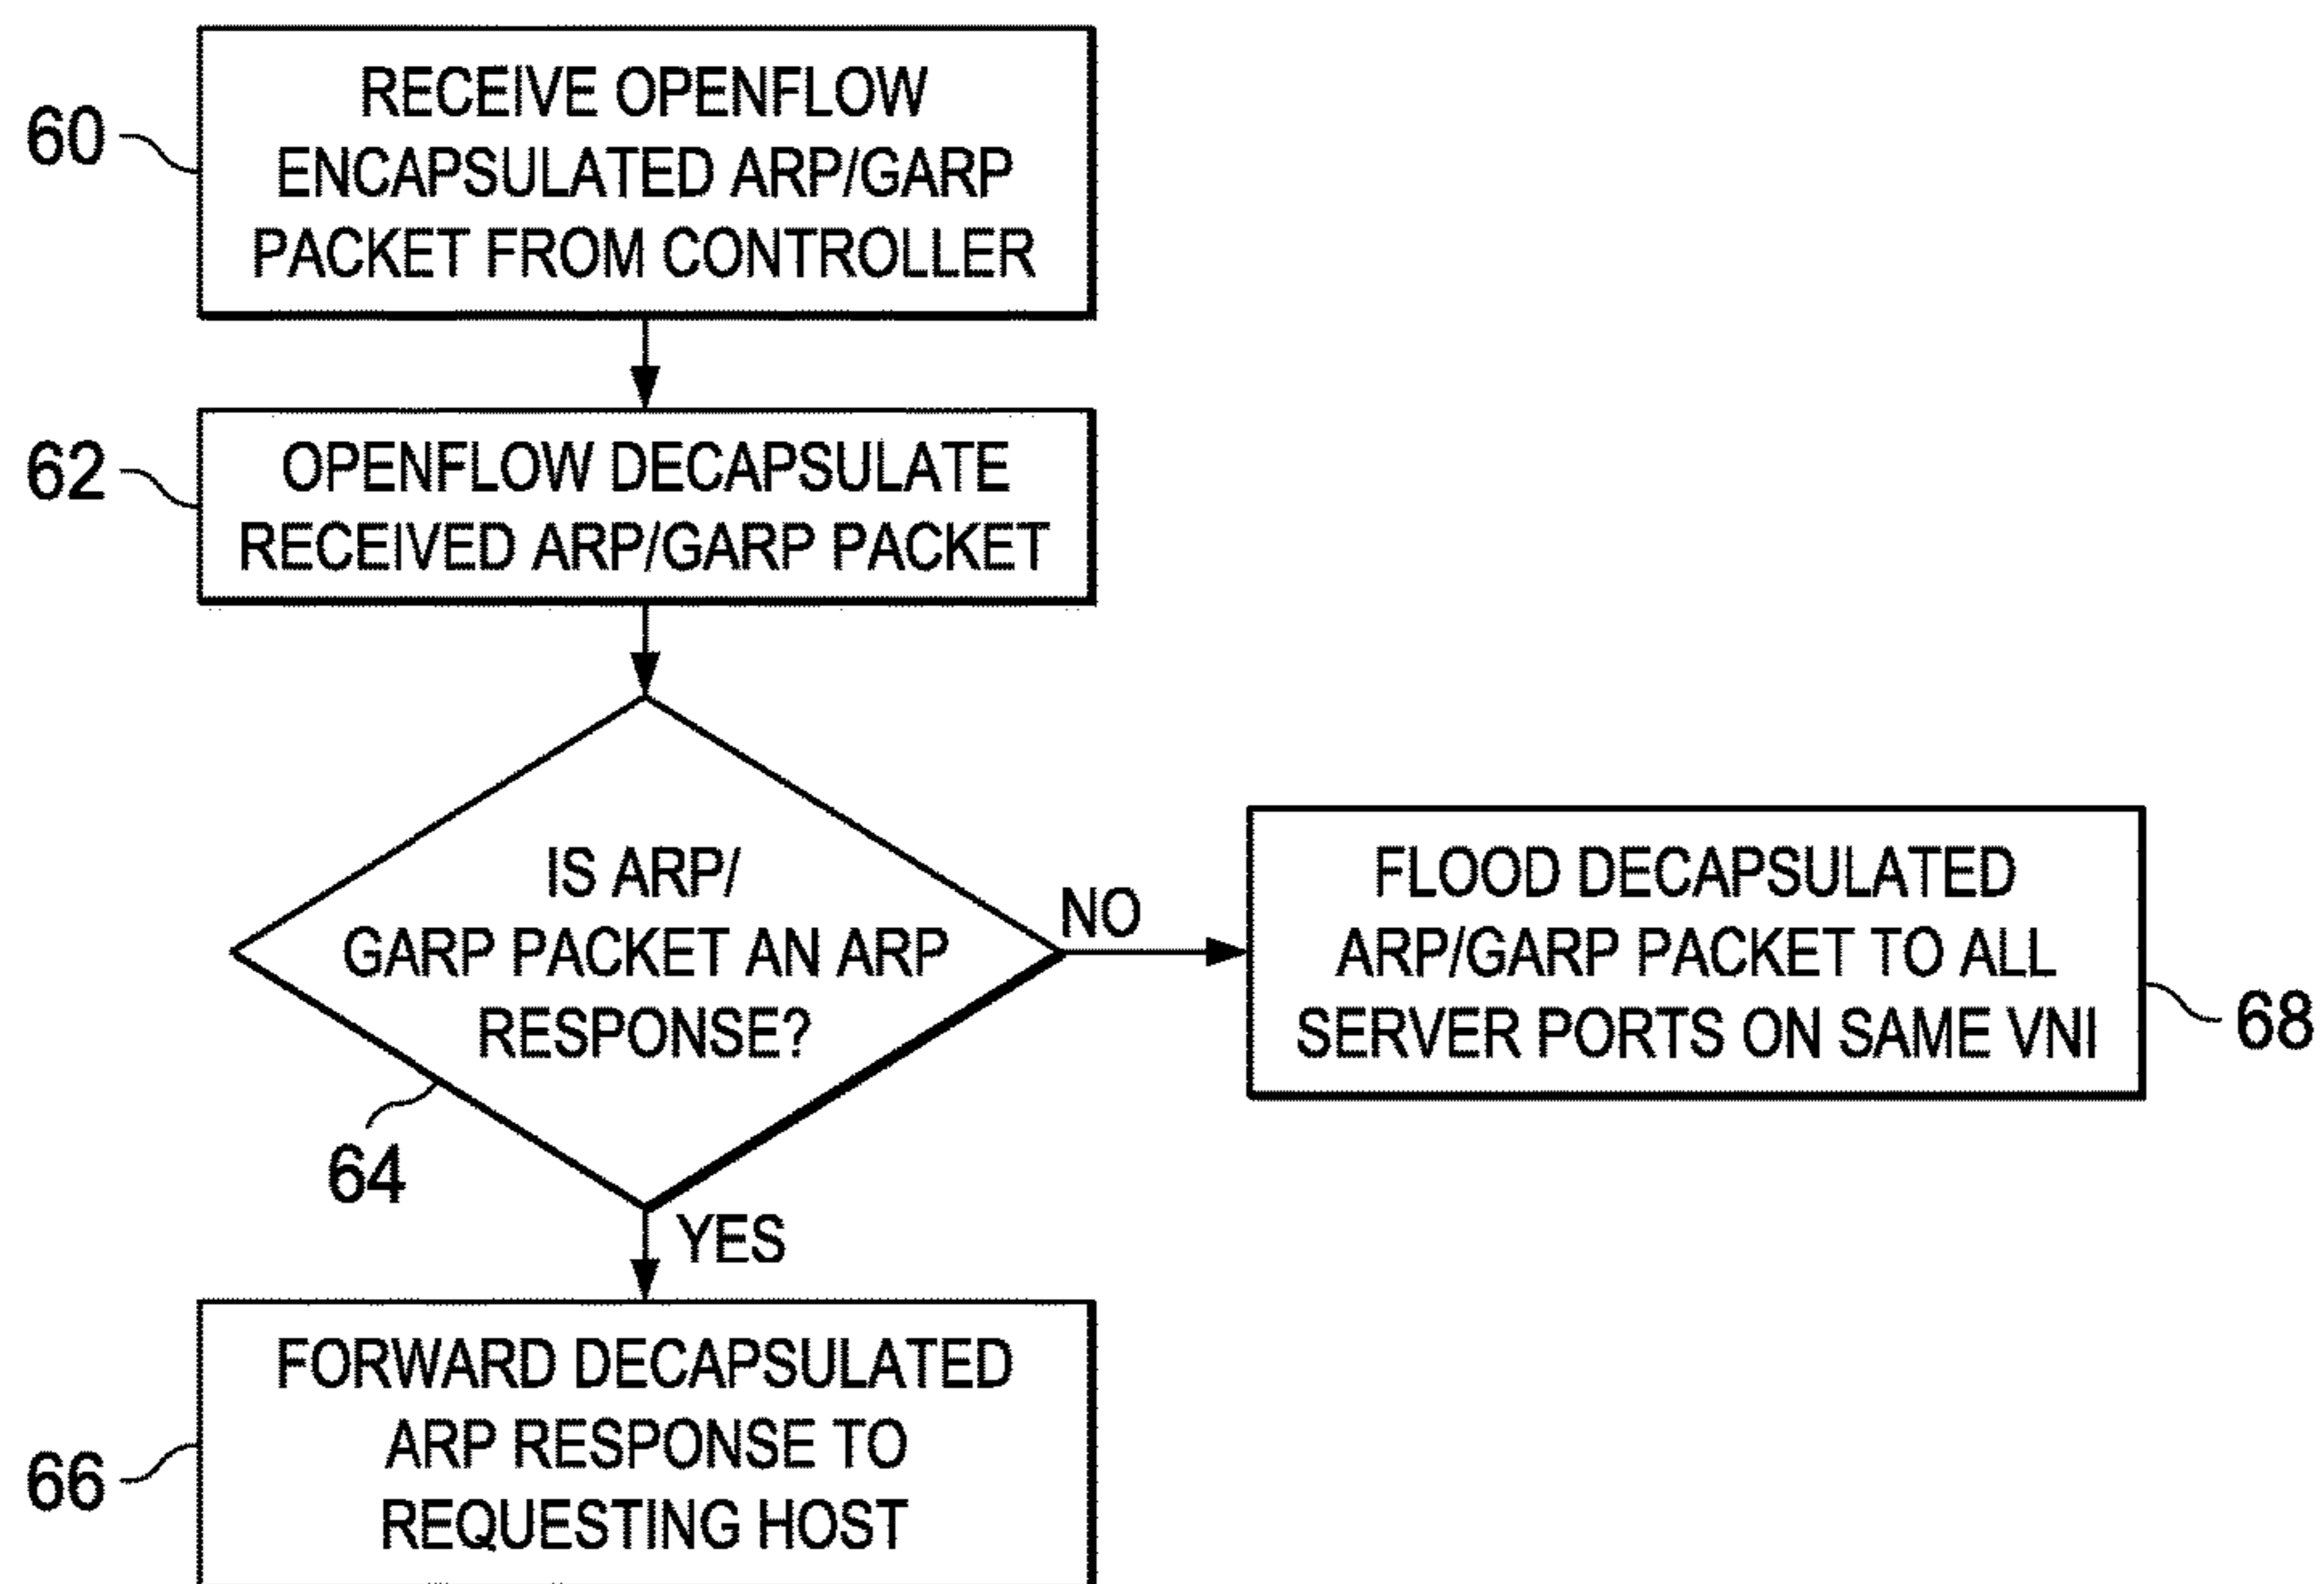 RECEIVE OPENFLOW
ENCAPSULATED ARP/GARP
PACKET FROM CONTROLLER
60
OPENFLOW DECAPSULATE
RECEIVED ARP/GARP PACKET
62
IS ARP/
GARP PACKET AN ARP
RESPONSE?
64
NO
FLOOD DECAPSULATED
ARP/GARP PACKET TO ALL
SERVER PORTS ON SAME VNI
68
YES
FORWARD DECAPSULATED
ARP RESPONSE TO
REQUESTING HOST
66